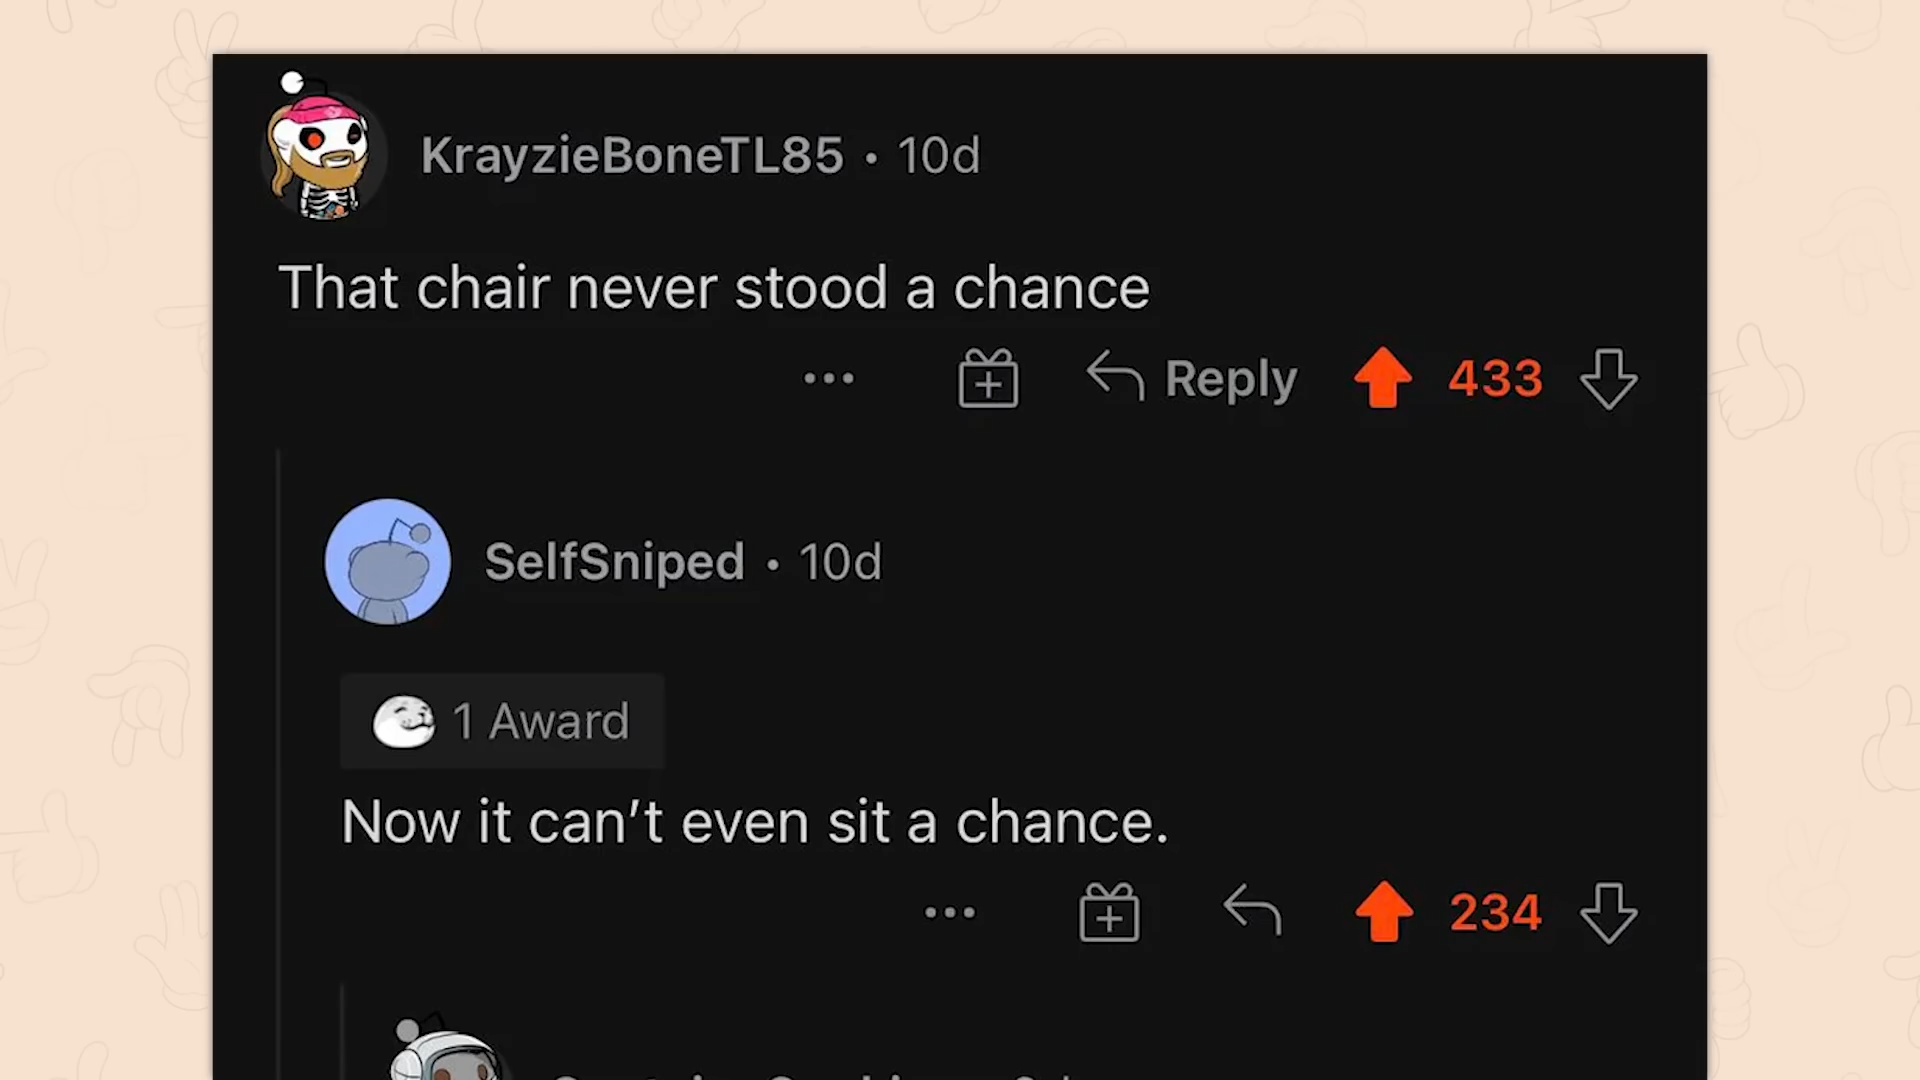 KrayzieBoneTL85 • 10d
That chair never stood a chance
Reply 433
SelfSniped • 10d
1 Award
Now it can’t even sit a chance.
234